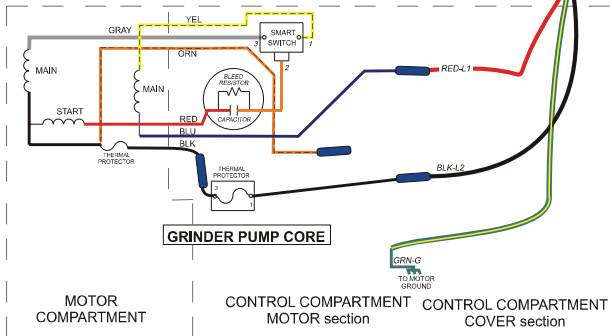 YEL
GRAY
SMART
SWITCH
3
1
2
ORN
MAIN
BLEED
RESISTOR
RED-L1
MAIN
START
RED
CAPACITOR
BLU
BLK
THERMAL
PROTECTOR
THERMAL
PROTECTOR
3
1
BLK-L2
GRINDER PUMP CORE
GRN-G
TO MOTOR
GROUND
MOTOR
COMPARTMENT
CONTROL COMPARTMENT
MOTOR section
CONTROL COMPARTMENT
COVER section